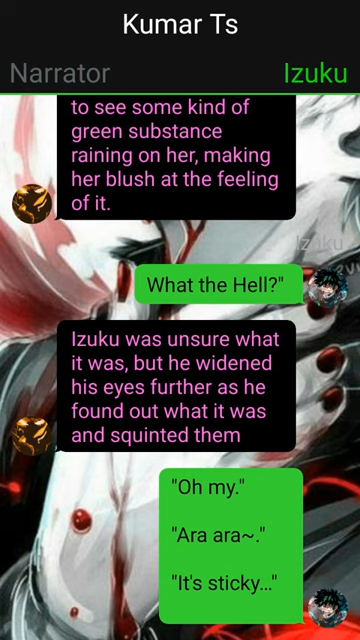 Kumar Ts
Narrator
Izuku
to see some kind of
green substance
raining on her, making
her blush at the feeling
of it.
Izuku
What the Hell?"
Izuku was unsure what
it was, but he widened
his eyes further as he
found out what it was
and squinted them
"Oh my."
"Ara ara~."
"It's sticky…"